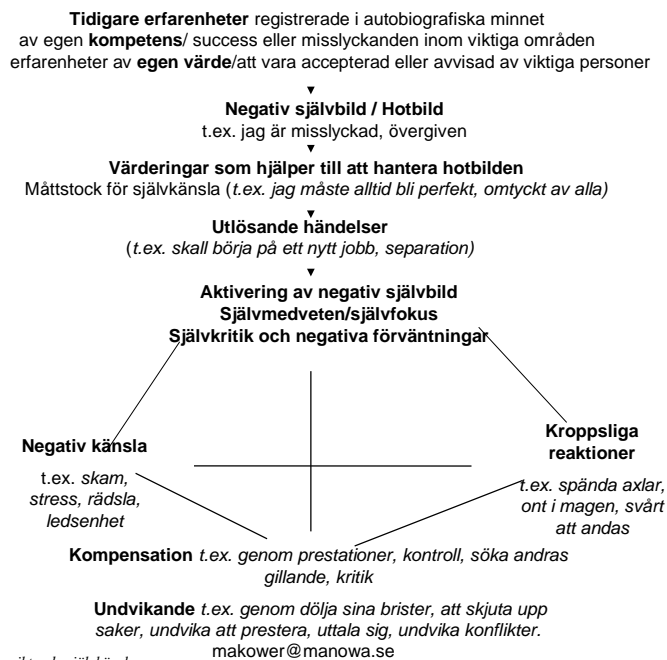 Tidigare erfarenheter registrerade i autobiografiska minnet
av egen kompetens/ success eller misslyckanden inom viktiga områden
erfarenheter av egen värde/att vara accepterad eller avvisad av viktiga personer
Negativ självbild / Hotbild
t.ex. jag är misslyckad, övergiven
Värderingar som hjälper till att hantera hotbilden
Måttstock för självkänsla (t.ex. jag måste alltid bli perfekt, omtyckt av alla)
Utlösande händelser
(t.ex. skall börja på ett nytt jobb, separation)
Aktivering av negativ självbild
Självmedveten/självfokus
Självkritik och negativa förväntningar
Negativ känsla
t.ex. skam,
stress, rädsla,
ledsenhet
Kroppsliga
reaktioner
t.ex. spända axlar,
ont i magen, svårt
att andas
Kompensation t.ex. genom prestationer, kontroll, söka andras
gillande, kritik
Undvikande t.ex. genom dölja sina brister, att skjuta upp
saker, undvika att prestera, uttala sig, undvika konflikter.
makower@manowa.se